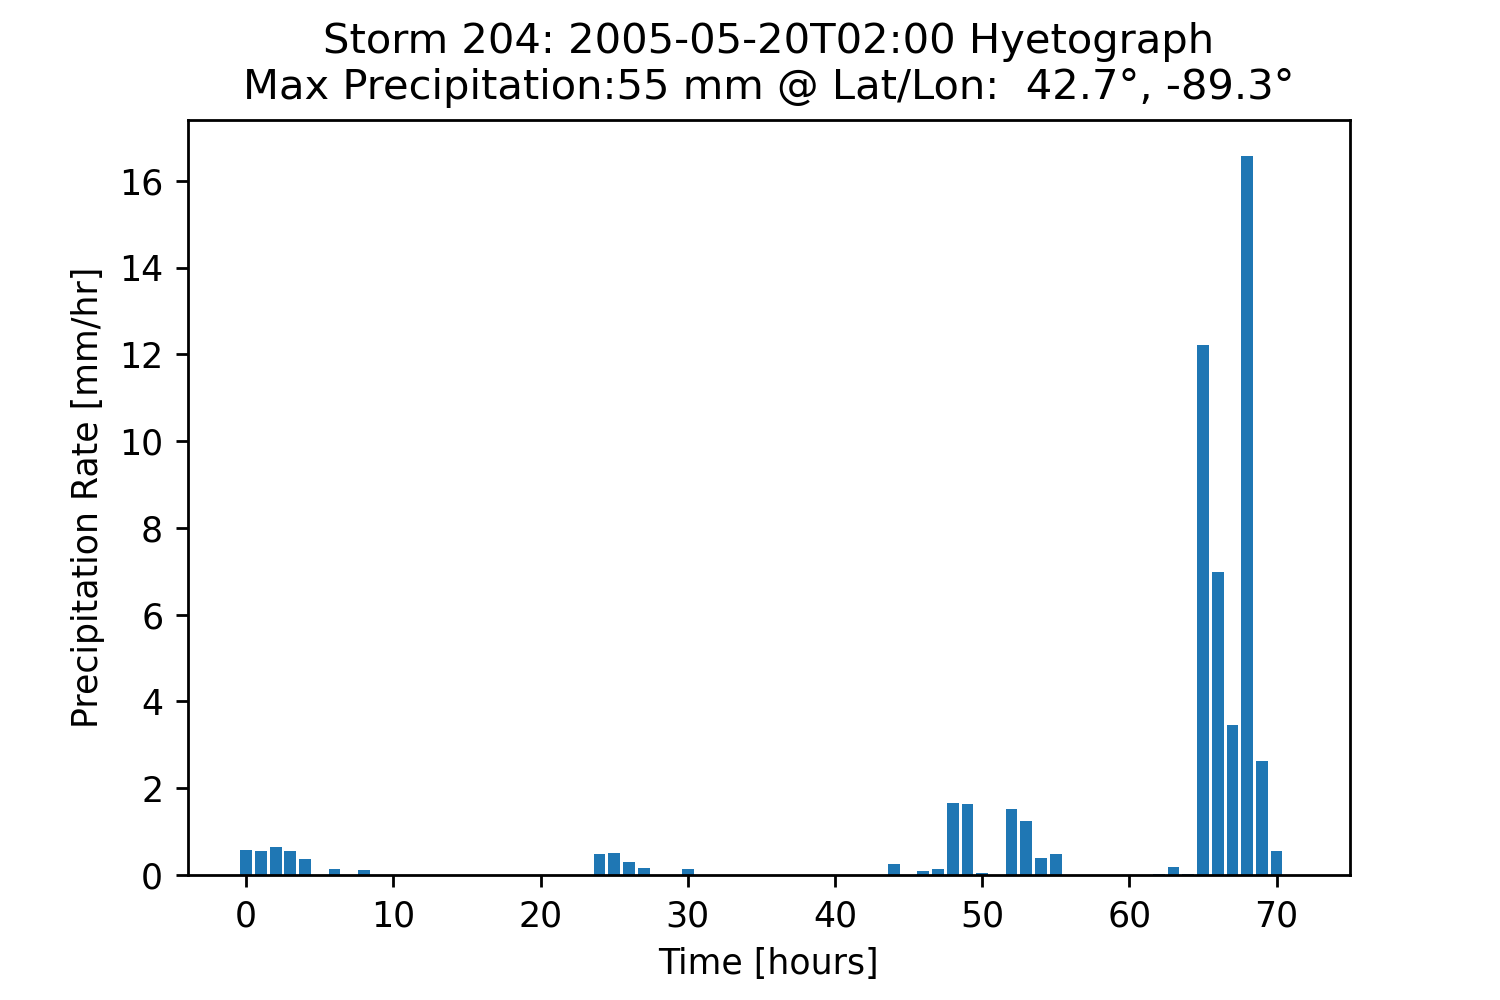 Storm 204: 2005-05-20T02:00 Hyetograph
Max Precipitation:55 mm @ Lat/Lon:  42.7°, -89.3°
Precipitation Rate [mm/hr]
16
14
12
10
8
6
4
2
0
0 10 20 30 40 50 60 70
Time [hours]